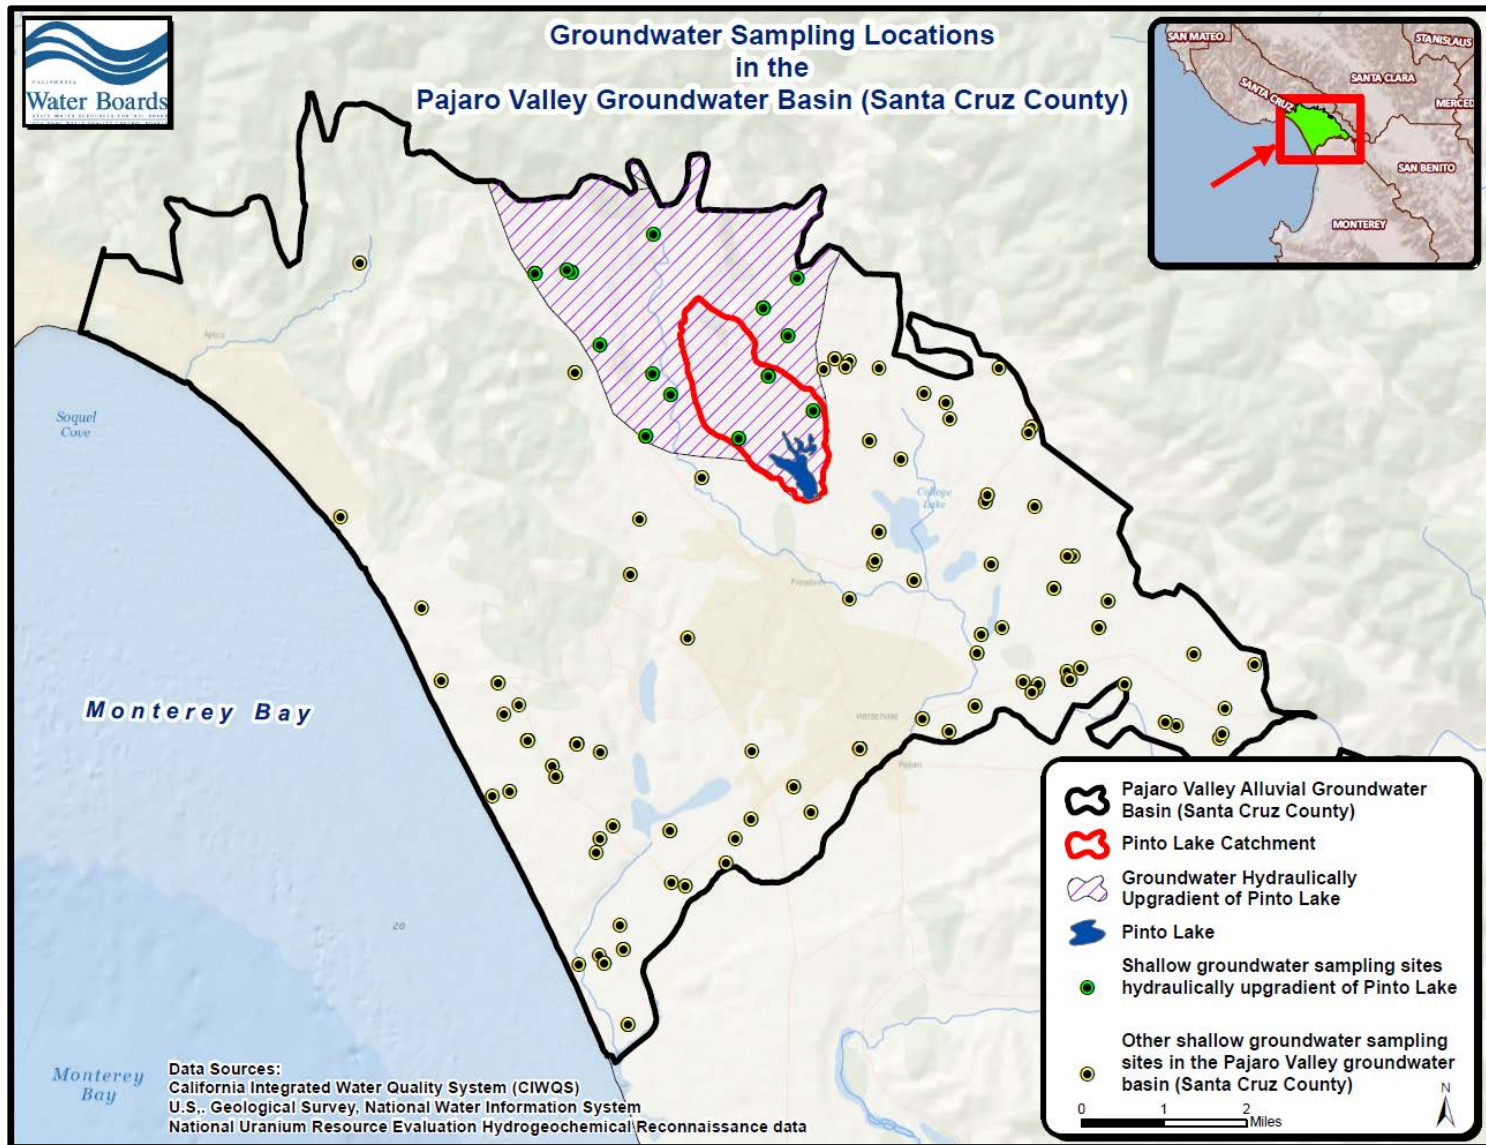 CALIFORNIA
Water Boards
Groundwater Sampling Locations
in the
Pajaro Valley Groundwater Basin (Santa Cruz County)
SAN MATEO
STANISLAUS
SANTA CLARA
SANTA CRUZ
MERCED
SAN BENITO
MONTEREY
Aptos
Soquel
Cove
College
Lake
Freedom
Monterey Bay
Watsonville
Pajaro
20
Monterey
Bay
Pajaro Valley Alluvial Groundwater
Basin (Santa Cruz County)
Pinto Lake Catchment
Groundwater Hydraulically
Upgradient of Pinto Lake
Pinto Lake
Shallow groundwater sampling sites
hydraulically upgradient of Pinto Lake
Other shallow groundwater sampling
sites in the Pajaro Valley groundwater
basin (Santa Cruz County)
N
0 1 2
Miles
Data Sources:
California Integrated Water Quality System (CIWQS)
U.S,. Geological Survey, National Water Information System
National Uranium Resource Evaluation Hydrogeochemical Reconnaissance data